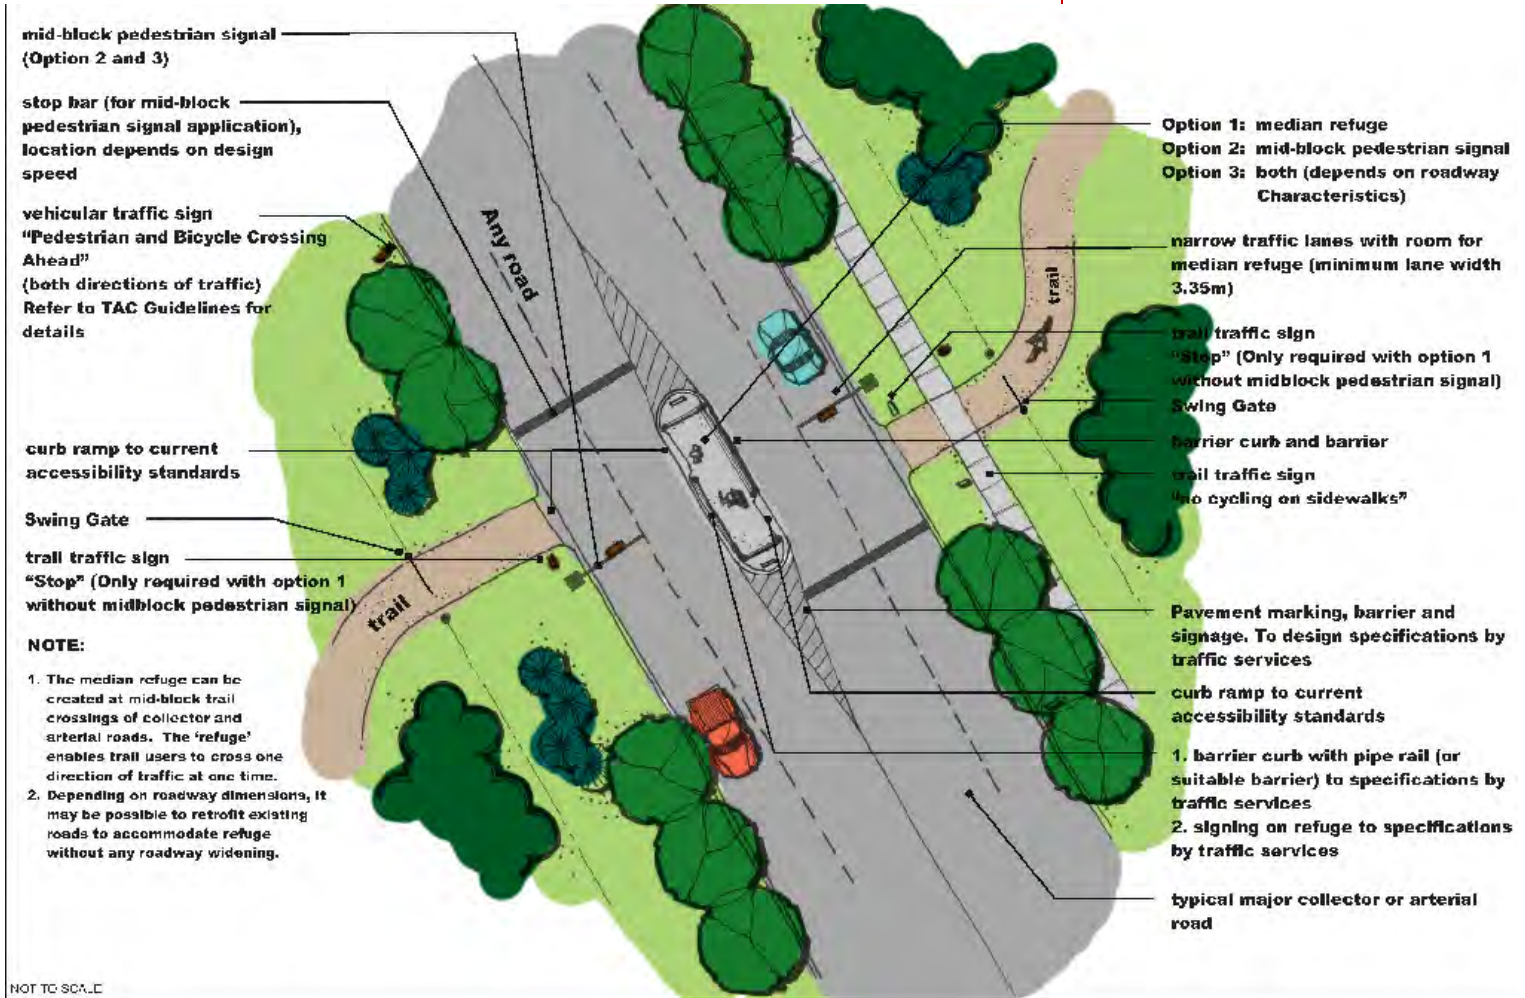 mid-block pedestrian signal
(Option 2 and 3)
stop bar (for mid-block
pedestrian signal application),
location depends on design
speed
vehicular traffic sign
"Pedestrian and Bicycle Crossing
Ahead"
(both directions of traffic)
Refer to TAC Guidelines for
details
curb ramp to current
accessibility standards
Swing Gate
trail traffic sign
"Stop" (Only required with option 1
without midblock pedestrian signal)
NOTE:
1. The median refuge can be
created at mid-block trail
crossings of collector and
arterial roads. The 'refuge'
enables trail users to cross one
direction of traffic at one time.
2. Depending on roadway dimensions, it
may be possible to retrofit existing
roads to accommodate refuge
without any roadway widening.
NOT TO SCALE
Any road
trail
trail
Option 1: median refuge
Option 2: mid-block pedestrian signal
Option 3: both (depends on roadway
Characteristics)
narrow traffic lanes with room for
median refuge (minimum lane width
3.35m)
trail traffic sign
"Stop" (Only required with option 1
without midblock pedestrian signal)
Swing Gate
barrier curb and barrier
trail traffic sign
"no cycling on sidewalks"
Pavement marking, barrier and
signage. To design specifications by
traffic services
curb ramp to current
accessibility standards
1. barrier curb with pipe rail (or
suitable barrier) to specifications by
traffic services
2. signing on refuge to specifications
by traffic services
typical major collector or arterial
road